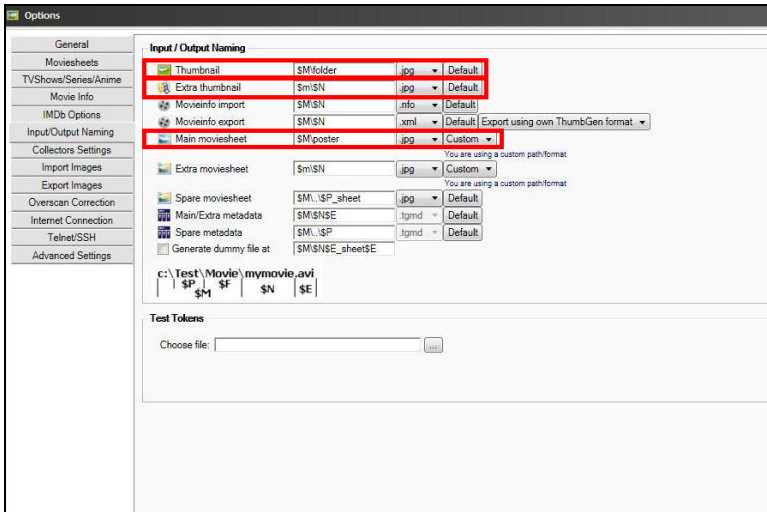 Options
General
Moviesheets
TVShows/Series/Anime
Movie Info
IMDb Options
Input/Output Naming
Collectors Settings
Import Images
Export Images
Overscan Correction
Internet Connection
Telnet/SSH
Advanced Settings
Input / Output Naming
Thumbnail $M\folder .jpg Default
Extra thumbnail $m\$N .jpg Default
Movieinfo import $M\$N .nfo Default
Movieinfo export $M\$N .xml Default Export using own ThumbGen format
Main moviesheet $M\poster .jpg Custom
You are using a custom path/format
Extra moviesheet $m\$N .jpg Custom
You are using a custom path/format
Spare moviesheet $M\..\$P_sheet .jpg Default
Main/Extra metadata $M\$N$E .tgmd Default
Spare metadata $M\..\$P .tgmd Default
Generate dummy file at $M\$N$E_sheet$E
c:\Test\Movie\mymovie.avi
$P $F $N $E
$M
Test Tokens
Choose file: ...